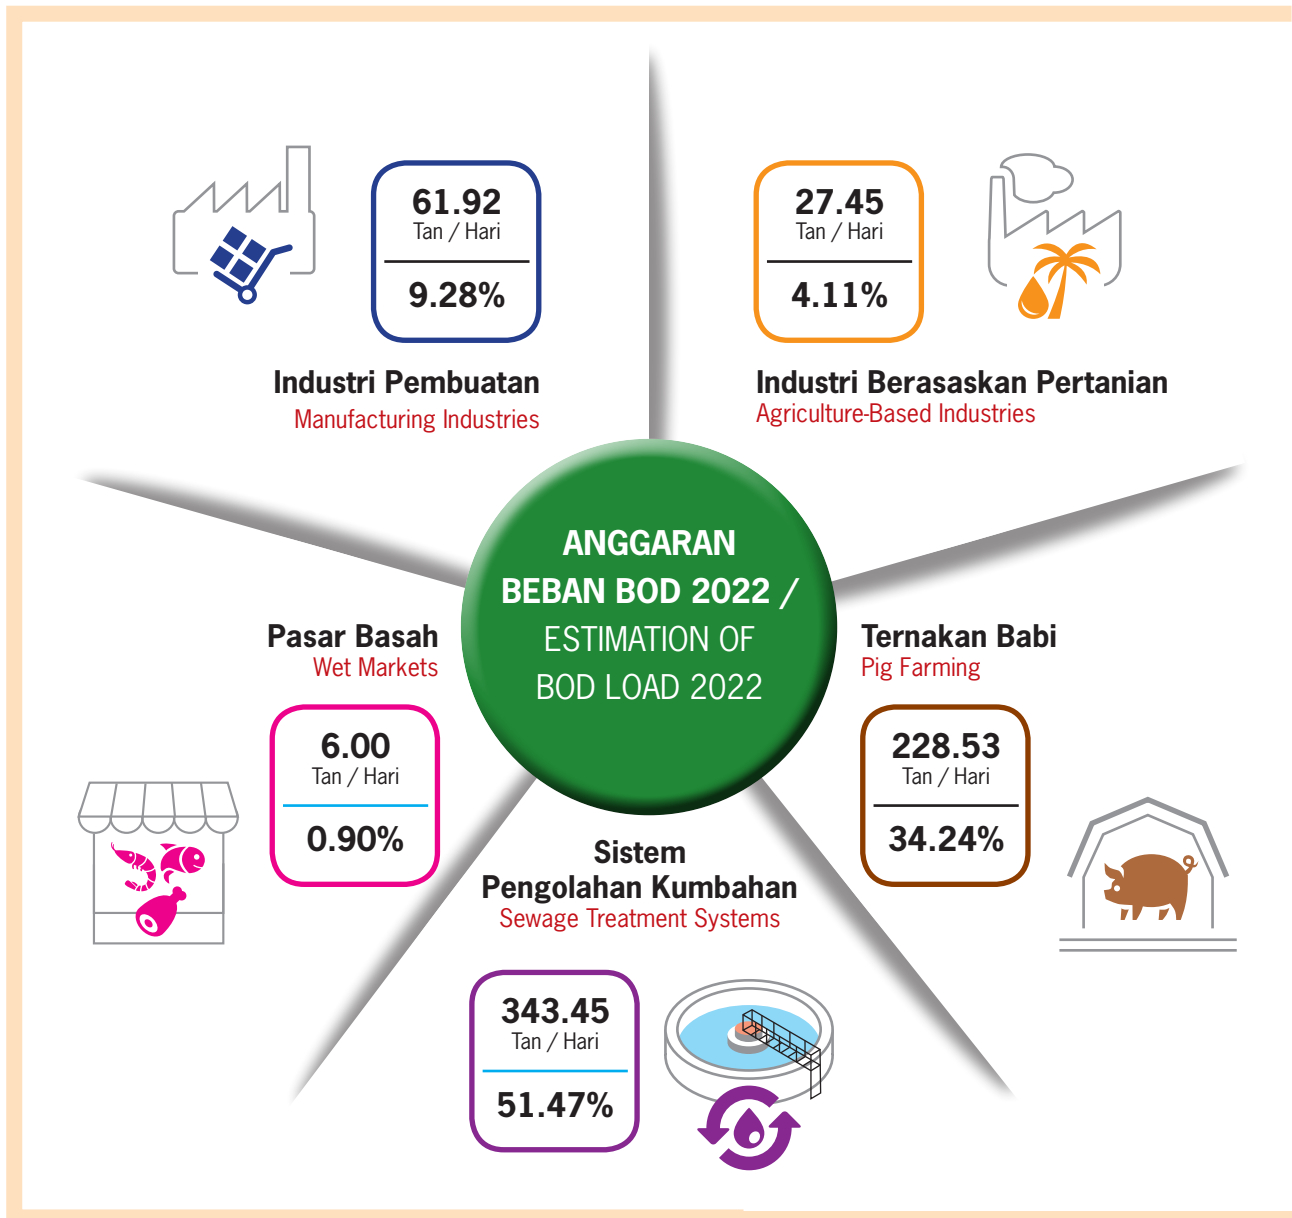 61.92
Tan / Hari
9.28%
Industri Pembuatan
Manufacturing Industries
27.45
Tan / Hari
4.11%
Industri Berasaskan Pertanian
Agriculture-Based Industries
ANGGARAN
BEBAN BOD 2022 /
ESTIMATION OF
BOD LOAD 2022
Pasar Basah
Wet Markets
6.00
Tan / Hari
0.90%
Ternakan Babi
Pig Farming
228.53
Tan / Hari
34.24%
Sistem
Pengolahan Kumbahan
Sewage Treatment Systems
343.45
Tan / Hari
51.47%